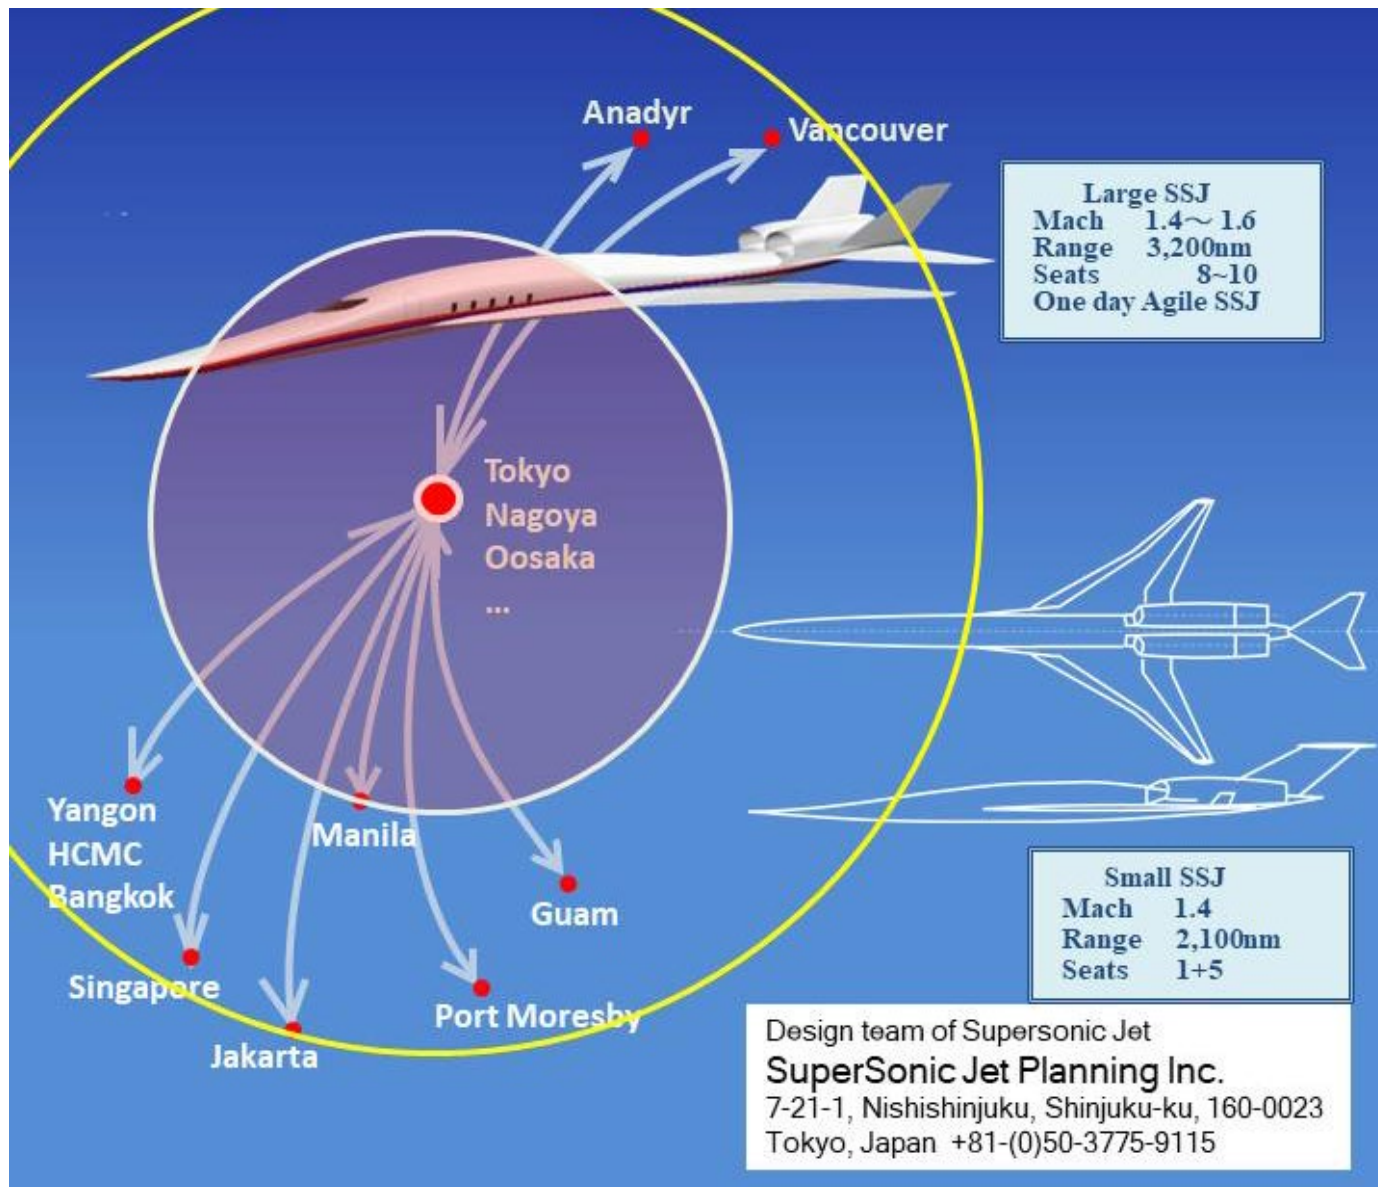 Anadyr
Vancouver
Large SSJ
Mach 1.4～1.6
Range 3,200nm
Seats 8~10
One day Agile SSJ
Tokyo
Nagoya
Oosaka
...
Yangon
HCMC
Bangkok
Manila
Guam
Singapore
Port Moresby
Jakarta
Small SSJ
Mach 1.4
Range 2,100nm
Seats 1+5
Design team of Supersonic Jet
SuperSonic Jet Planning Inc.
7-21-1, Nishishinjuku, Shinjuku-ku, 160-0023
Tokyo, Japan +81-(0)50-3775-9115